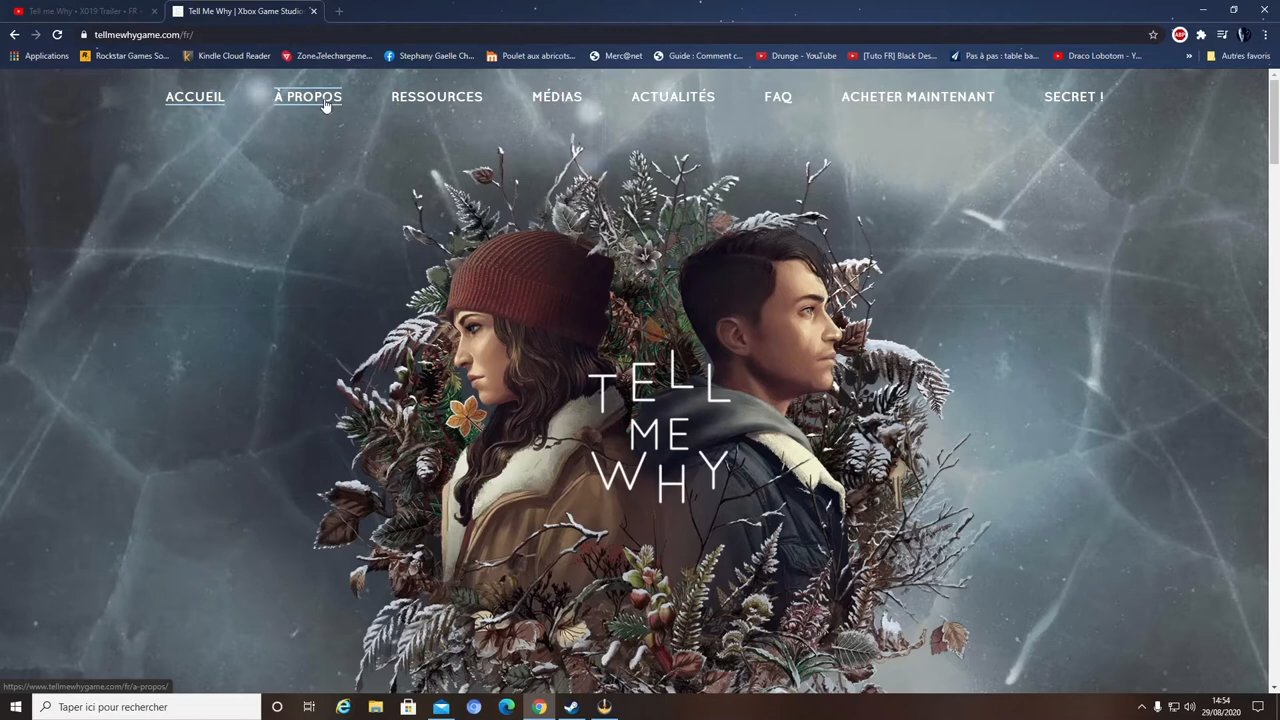 Tell me Why • X019 Trailer • FR -
Tell Me Why | Xbox Game Studio
tellmewhygame.com/fr/
Applications
Rockstar Games So...
Kindle Cloud Reader
ZoneTelechargeme...
Stephany Gaelle Ch...
Poulet aux abricots...
Merc@net
Guide : Comment c...
Drunge - YouTube
[Tuto FR] Black Des...
Pas à pas : table ba...
Draco Lobotom - Y...
»
Autres favoris
ACCUEIL
À PROPOS
RESSOURCES
MÉDIAS
ACTUALITÉS
FAQ
ACHETER MAINTENANT
SECRET !
TELL
ME
WHY
https://www.tellmewhygame.com/fr/a-propos/
Taper ici pour rechercher
14:54
29/08/2020